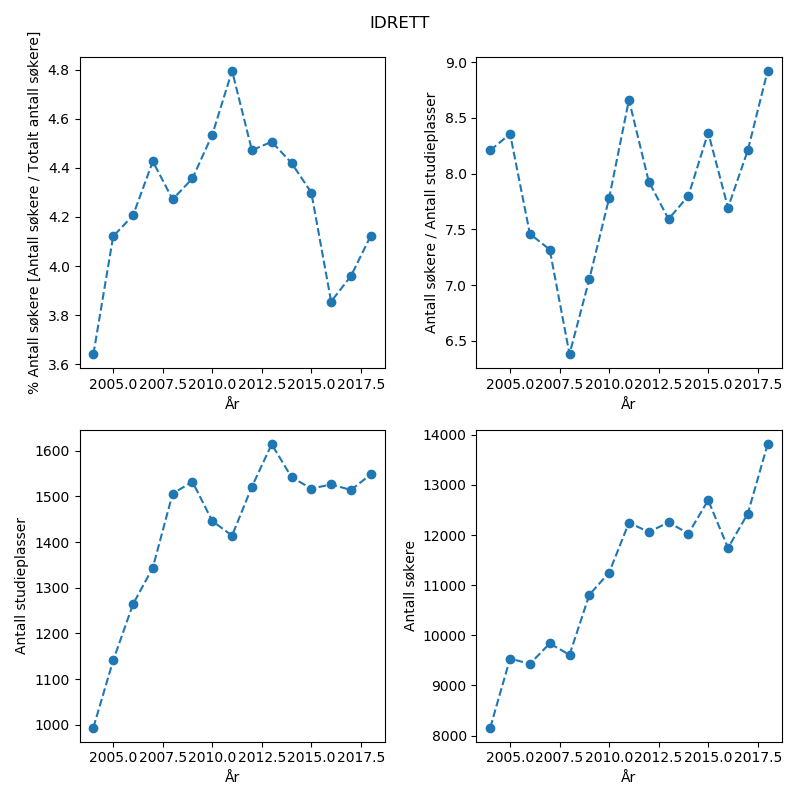 IDRETT
% Antall søkere [Antall søkere / Totalt antall søkere]
4.8
4.6
4.4
4.2
4.0
3.8
3.6
2005.0 2007.5 2010.0 2012.5 2015.0 2017.5
År
Antall søkere / Antall studieplasser
9.0
8.5
8.0
7.5
7.0
6.5
2005.0 2007.5 2010.0 2012.5 2015.0 2017.5
År
Antall studieplasser
1600
1500
1400
1300
1200
1100
1000
2005.0 2007.5 2010.0 2012.5 2015.0 2017.5
År
Antall søkere
14000
13000
12000
11000
10000
9000
8000
2005.0 2007.5 2010.0 2012.5 2015.0 2017.5
År